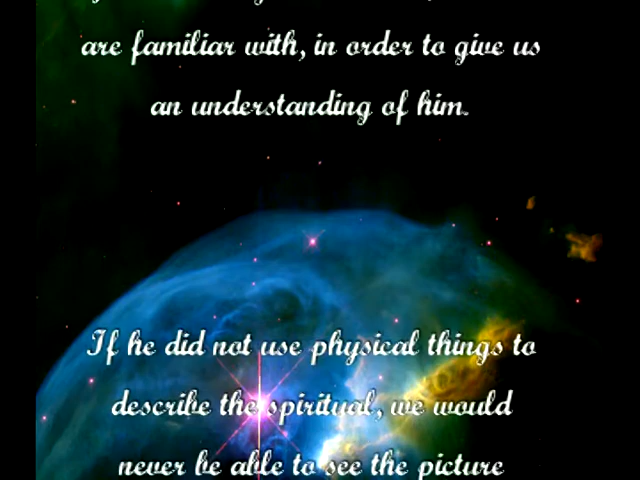 are familiar with, in order to give us
an understanding of him.
If he did not use physical things to
describe the spiritual, we would
never be able to see the picture